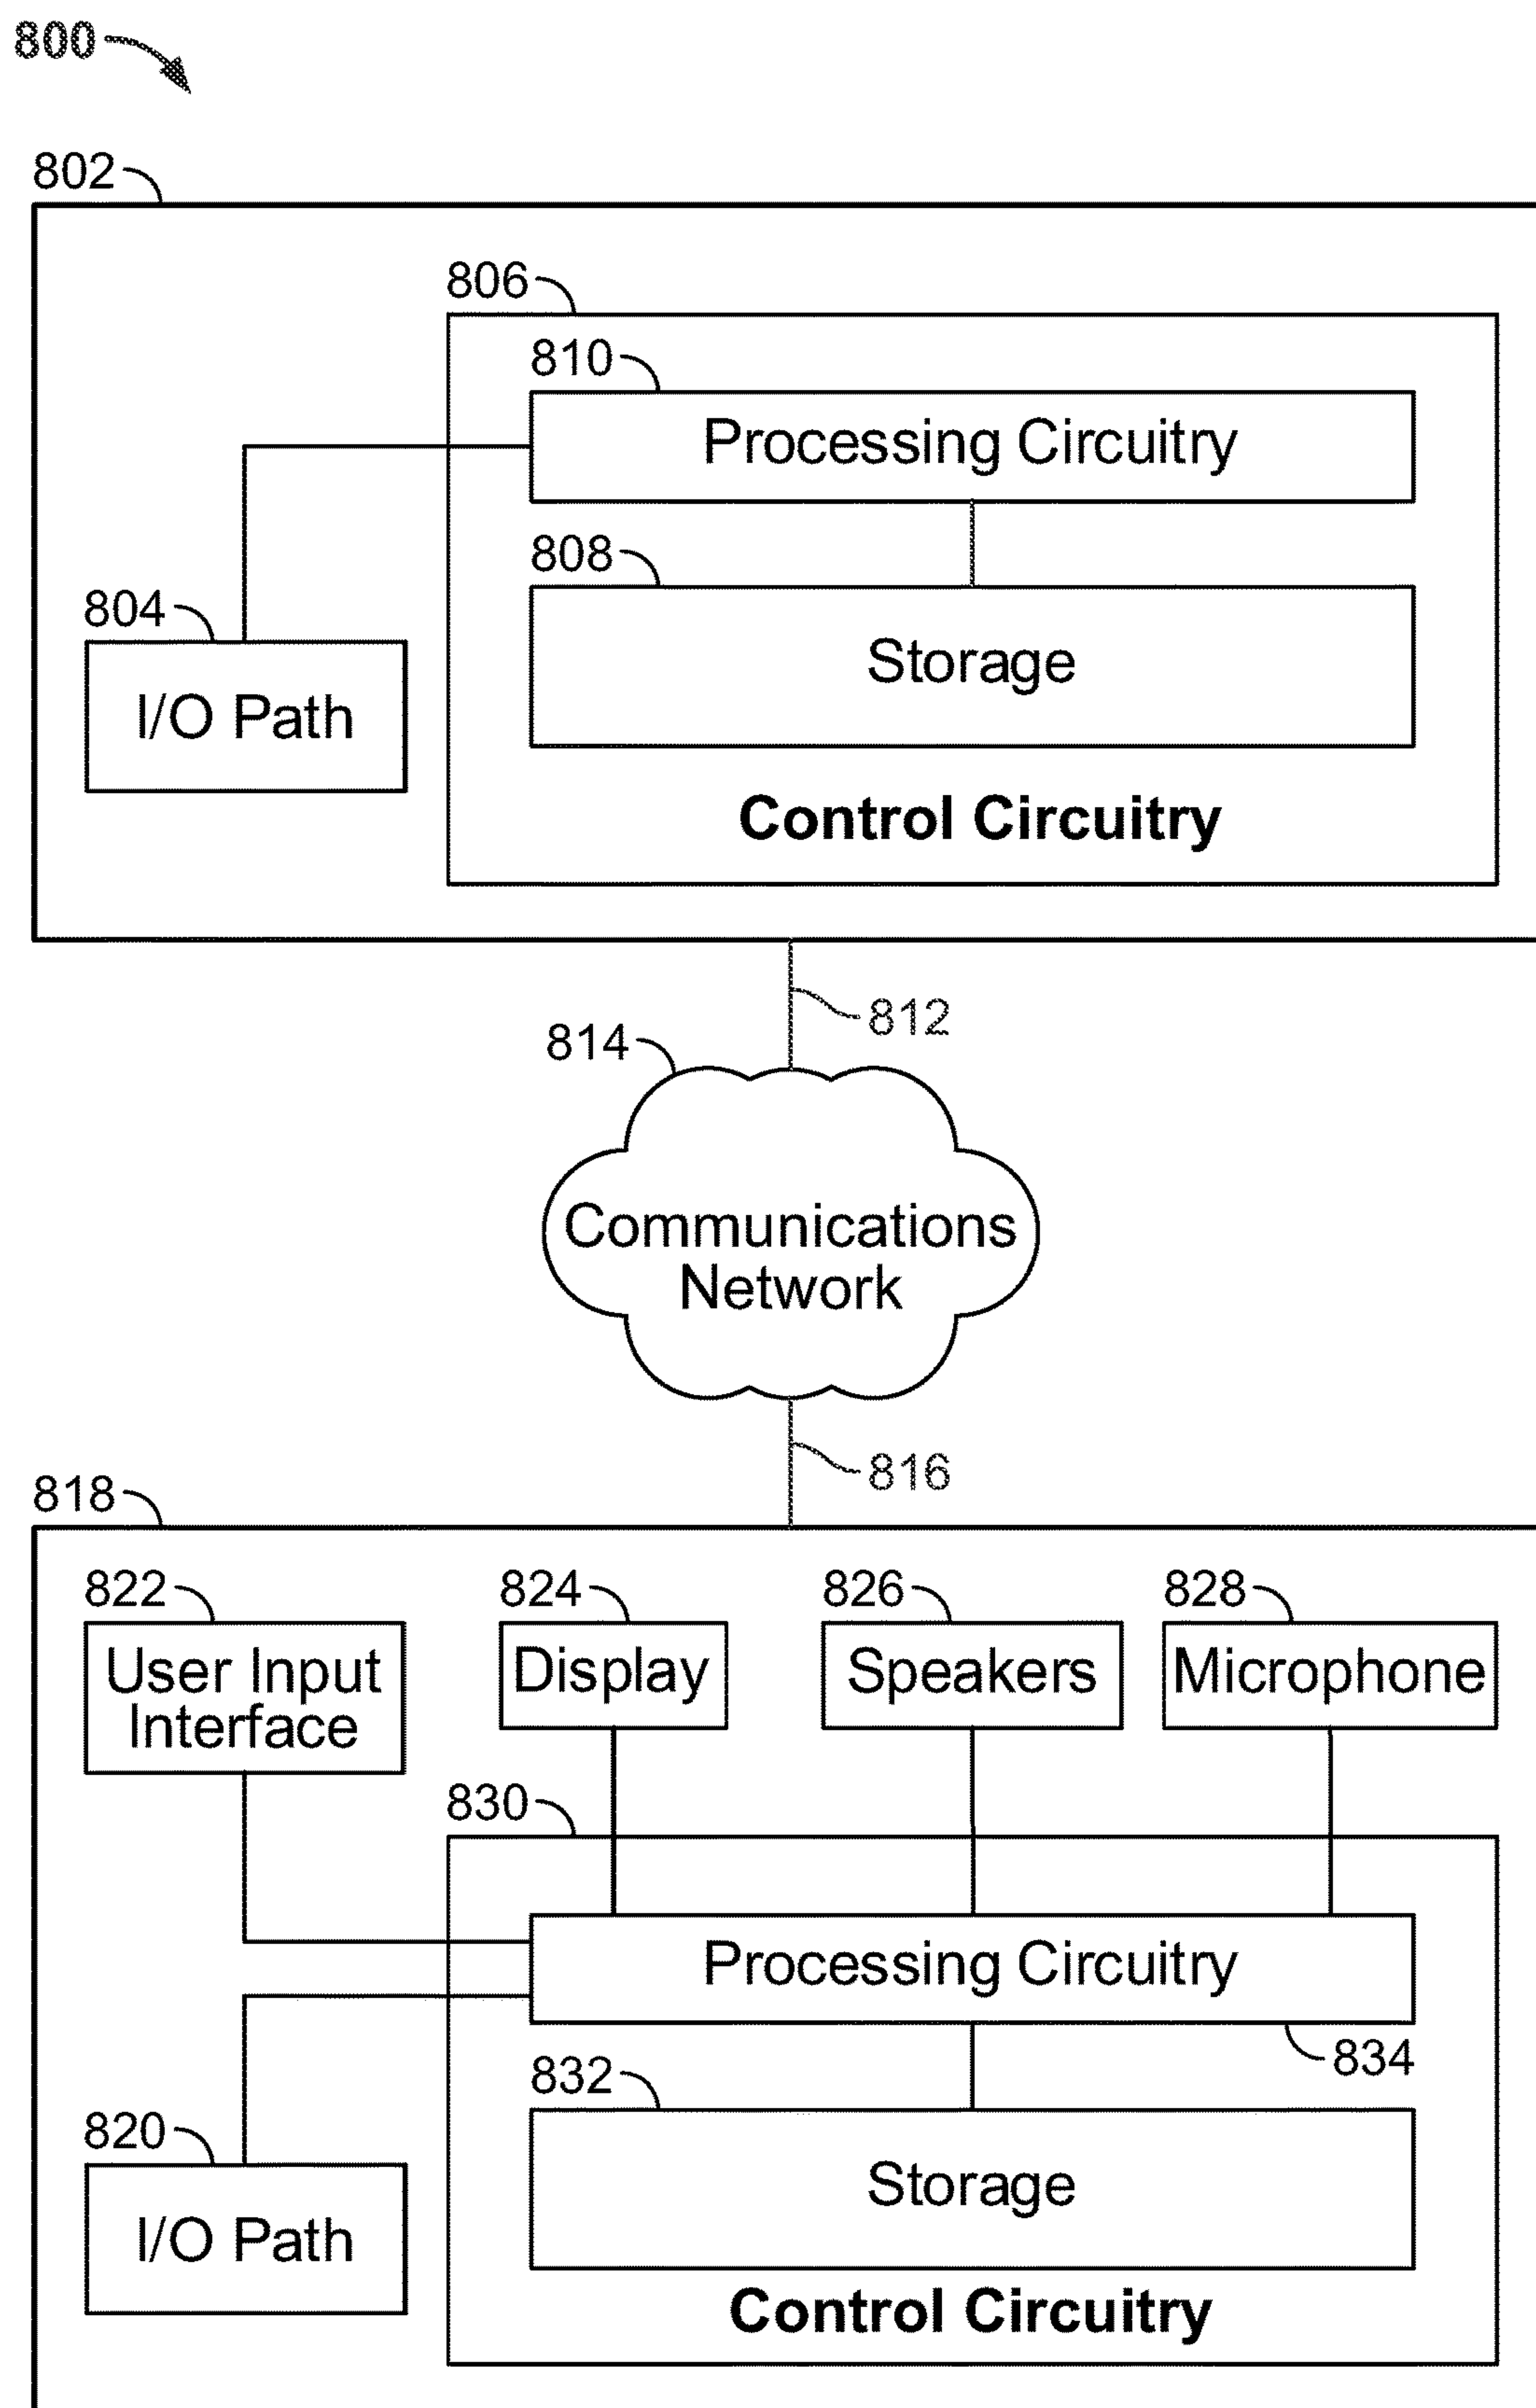 800
802
806
810
Processing Circuitry
808
Storage
804
I/O Path
Control Circuitry
812
814
Communications
Network
816
818
822
824
826
828
User Input
Interface
Display
Speakers
Microphone
830
Processing Circuitry
834
832
820
Storage
I/O Path
Control Circuitry